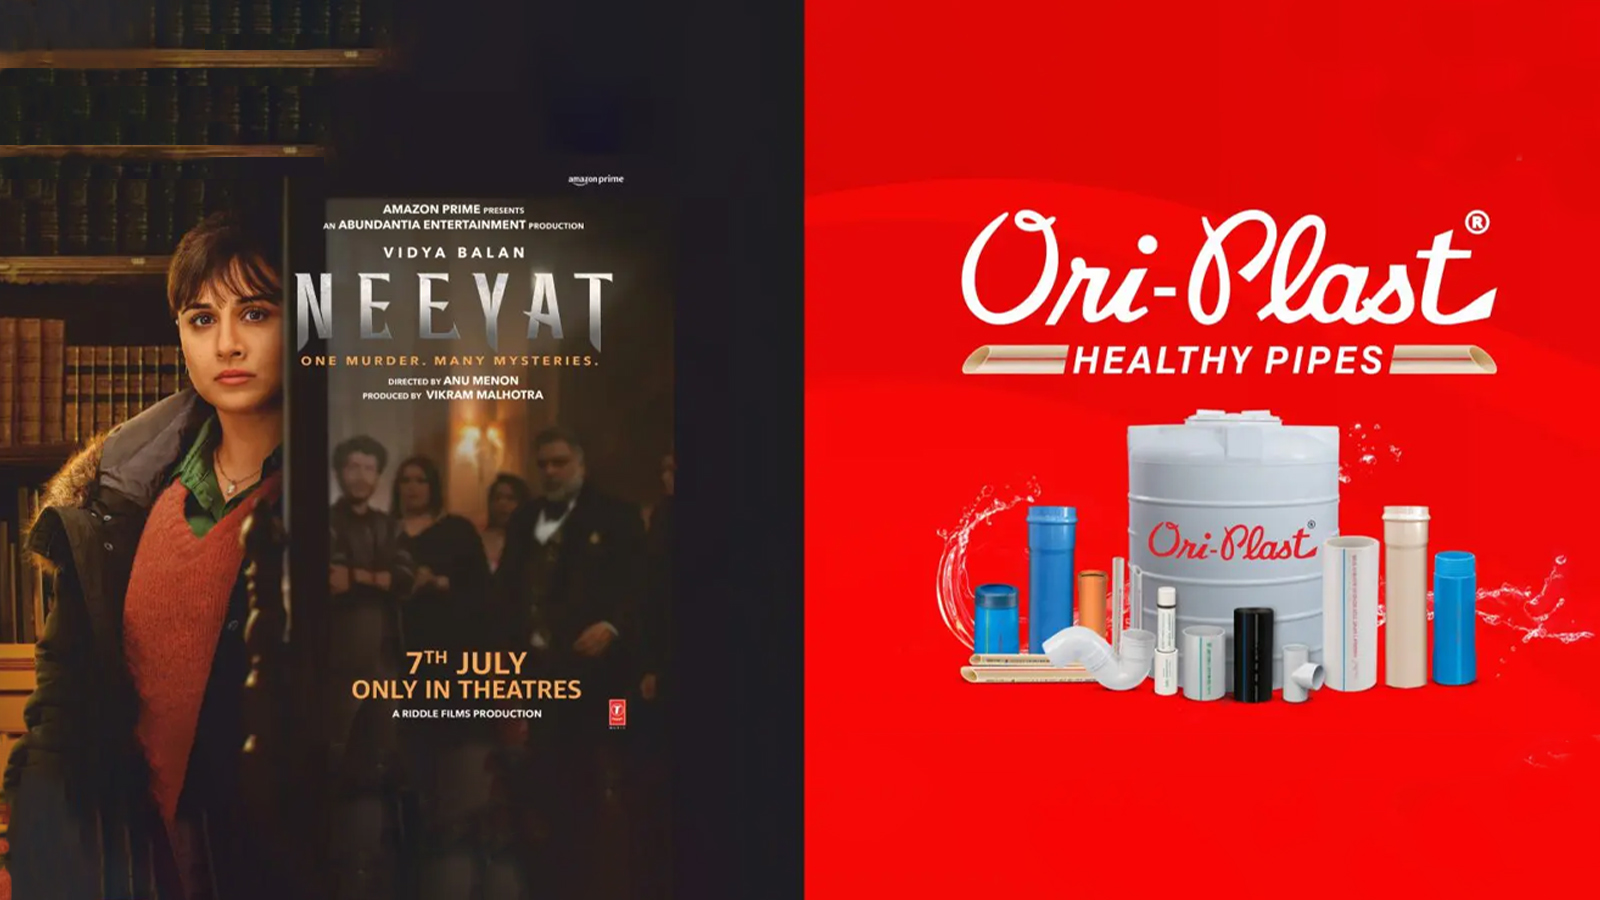 amazon prime
AMAZON PRIME PRESENTS
AN ABUNDANTIA ENTERTAINMENT PRODUCTION
VIDYA BALAN
NEEYAT
ONE MURDER. MANY MYSTERIES.
DIRECTED BY ANU MENON
PRODUCED BY VIKRAM MALHOTRA
7TH JULY
ONLY IN THEATRES
A RIDDLE FILMS PRODUCTION
Ori-Plast®
HEALTHY PIPES
Ori-Plast®